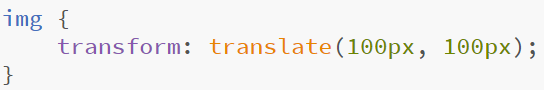 img {
    transform: translate(100px, 100px);
}